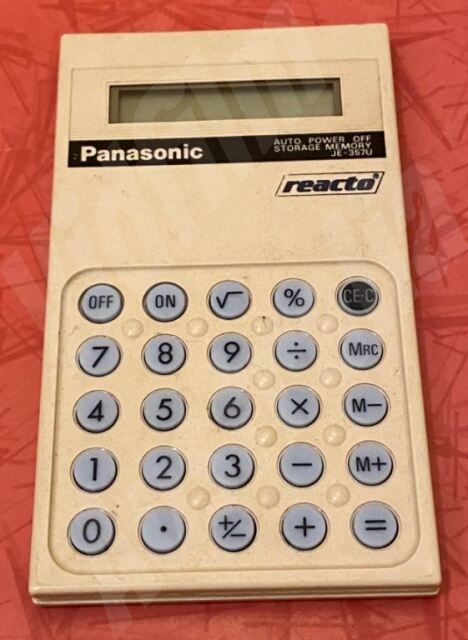 AUTO POWER OFF
STORAGE MEMORY
Panasonic JE-357U
reacto
OFF ON √ % CE·C
7 8 9 ÷ MRC
4 5 6 × M−
1 2 3 − M+
0 . +/− + =